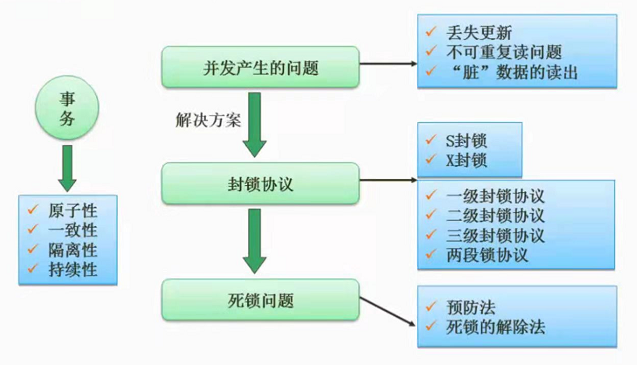 事
务
原子性
一致性
隔离性
持续性
并发产生的问题
丢失更新
不可重复读问题
“脏”数据的读出
解决方案
封锁协议
S封锁
X封锁
一级封锁协议
二级封锁协议
三级封锁协议
两段锁协议
死锁问题
预防法
死锁的解除法